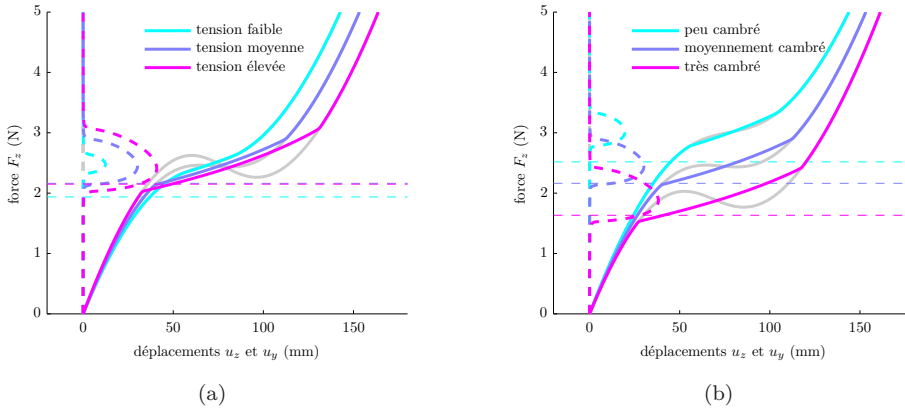 5
4
3
2
1
0
force F_z (N)
0
50
100
150
déplacements u_z et u_y (mm)
tension faible
tension moyenne
tension élevée
(a)
5
4
3
2
1
0
force F_z (N)
0
50
100
150
déplacements u_z et u_y (mm)
peu cambré
moyennement cambré
très cambré
(b)